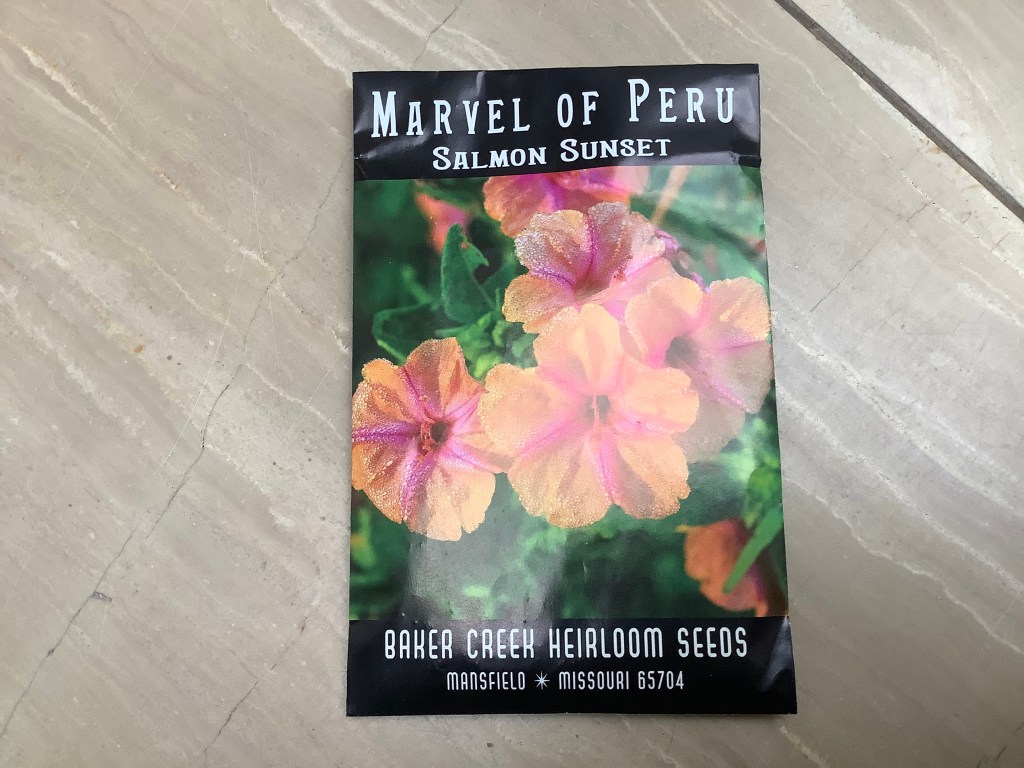 MARVEL OF PERU
SALMON SUNSET
BAKER CREEK HEIRLOOM SEEDS
MANSFIELD ✴ MISSOURI 65704